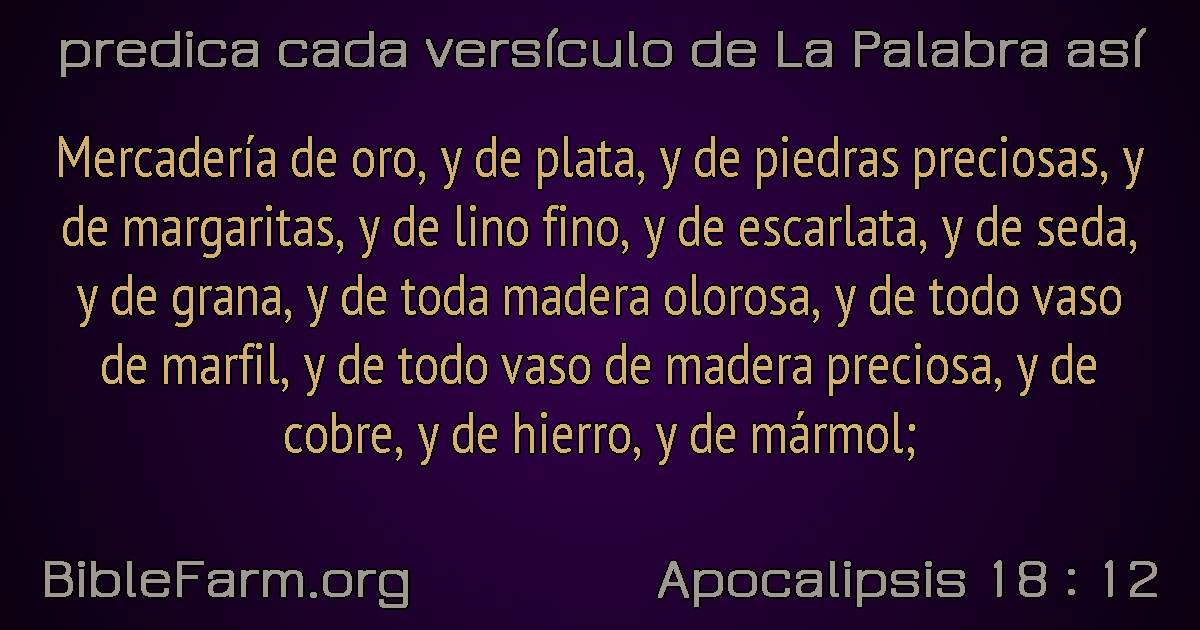 predica cada versículo de La Palabra así
Mercadería de oro, y de plata, y de piedras preciosas, y
de margaritas, y de lino fino, y de escarlata, y de seda,
y de grana, y de toda madera olorosa, y de todo vaso
de marfil, y de todo vaso de madera preciosa, y de
cobre, y de hierro, y de mármol;
BibleFarm.org
Apocalipsis 18 : 12